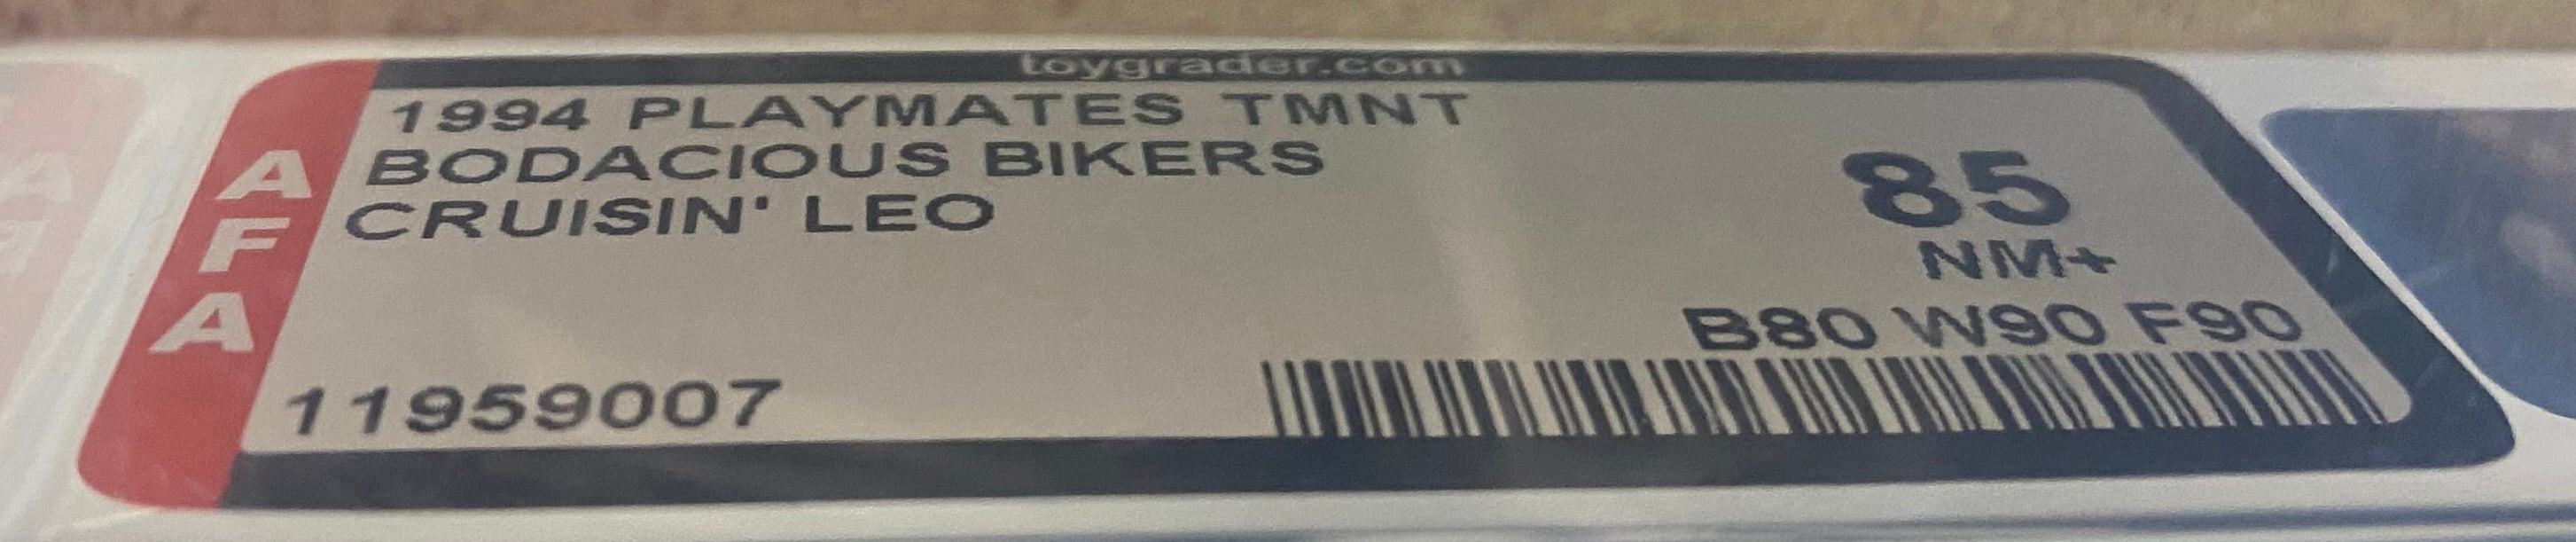 toygrader.com
AFA
1994 PLAYMATES TMNT
BODACIOUS BIKERS
CRUISIN' LEO
85
NM+
B80 W90 F90
11959007